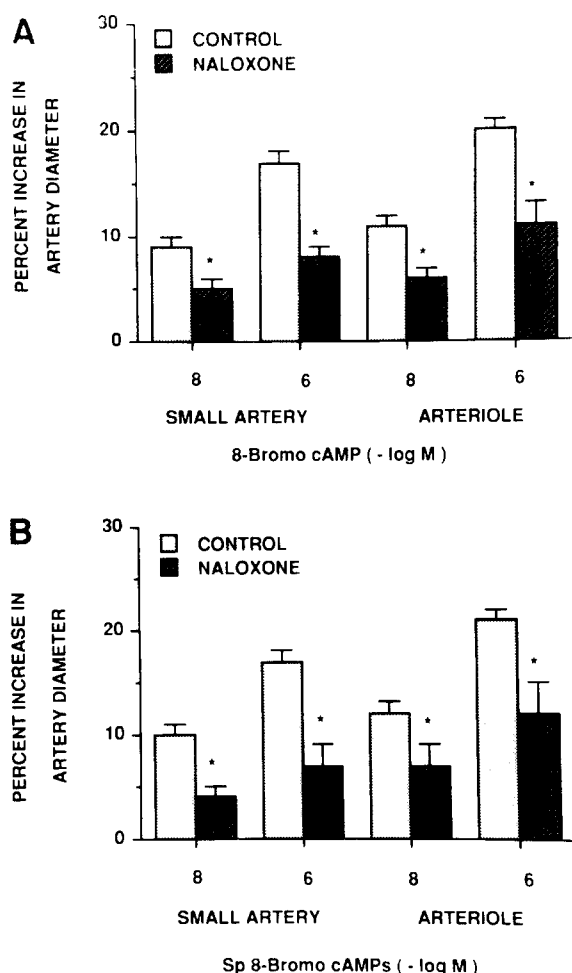 A
PERCENT INCREASE IN
ARTERY DIAMETER
30
20
10
0
CONTROL
NALOXONE
*
*
*
*
8
6
8
6
SMALL ARTERY
ARTERIOLE
8-Bromo cAMP ( - log M )
B
PERCENT INCREASE IN
ARTERY DIAMETER
30
20
10
0
CONTROL
NALOXONE
*
*
*
*
8
6
8
6
SMALL ARTERY
ARTERIOLE
Sp 8-Bromo cAMPs ( - log M )